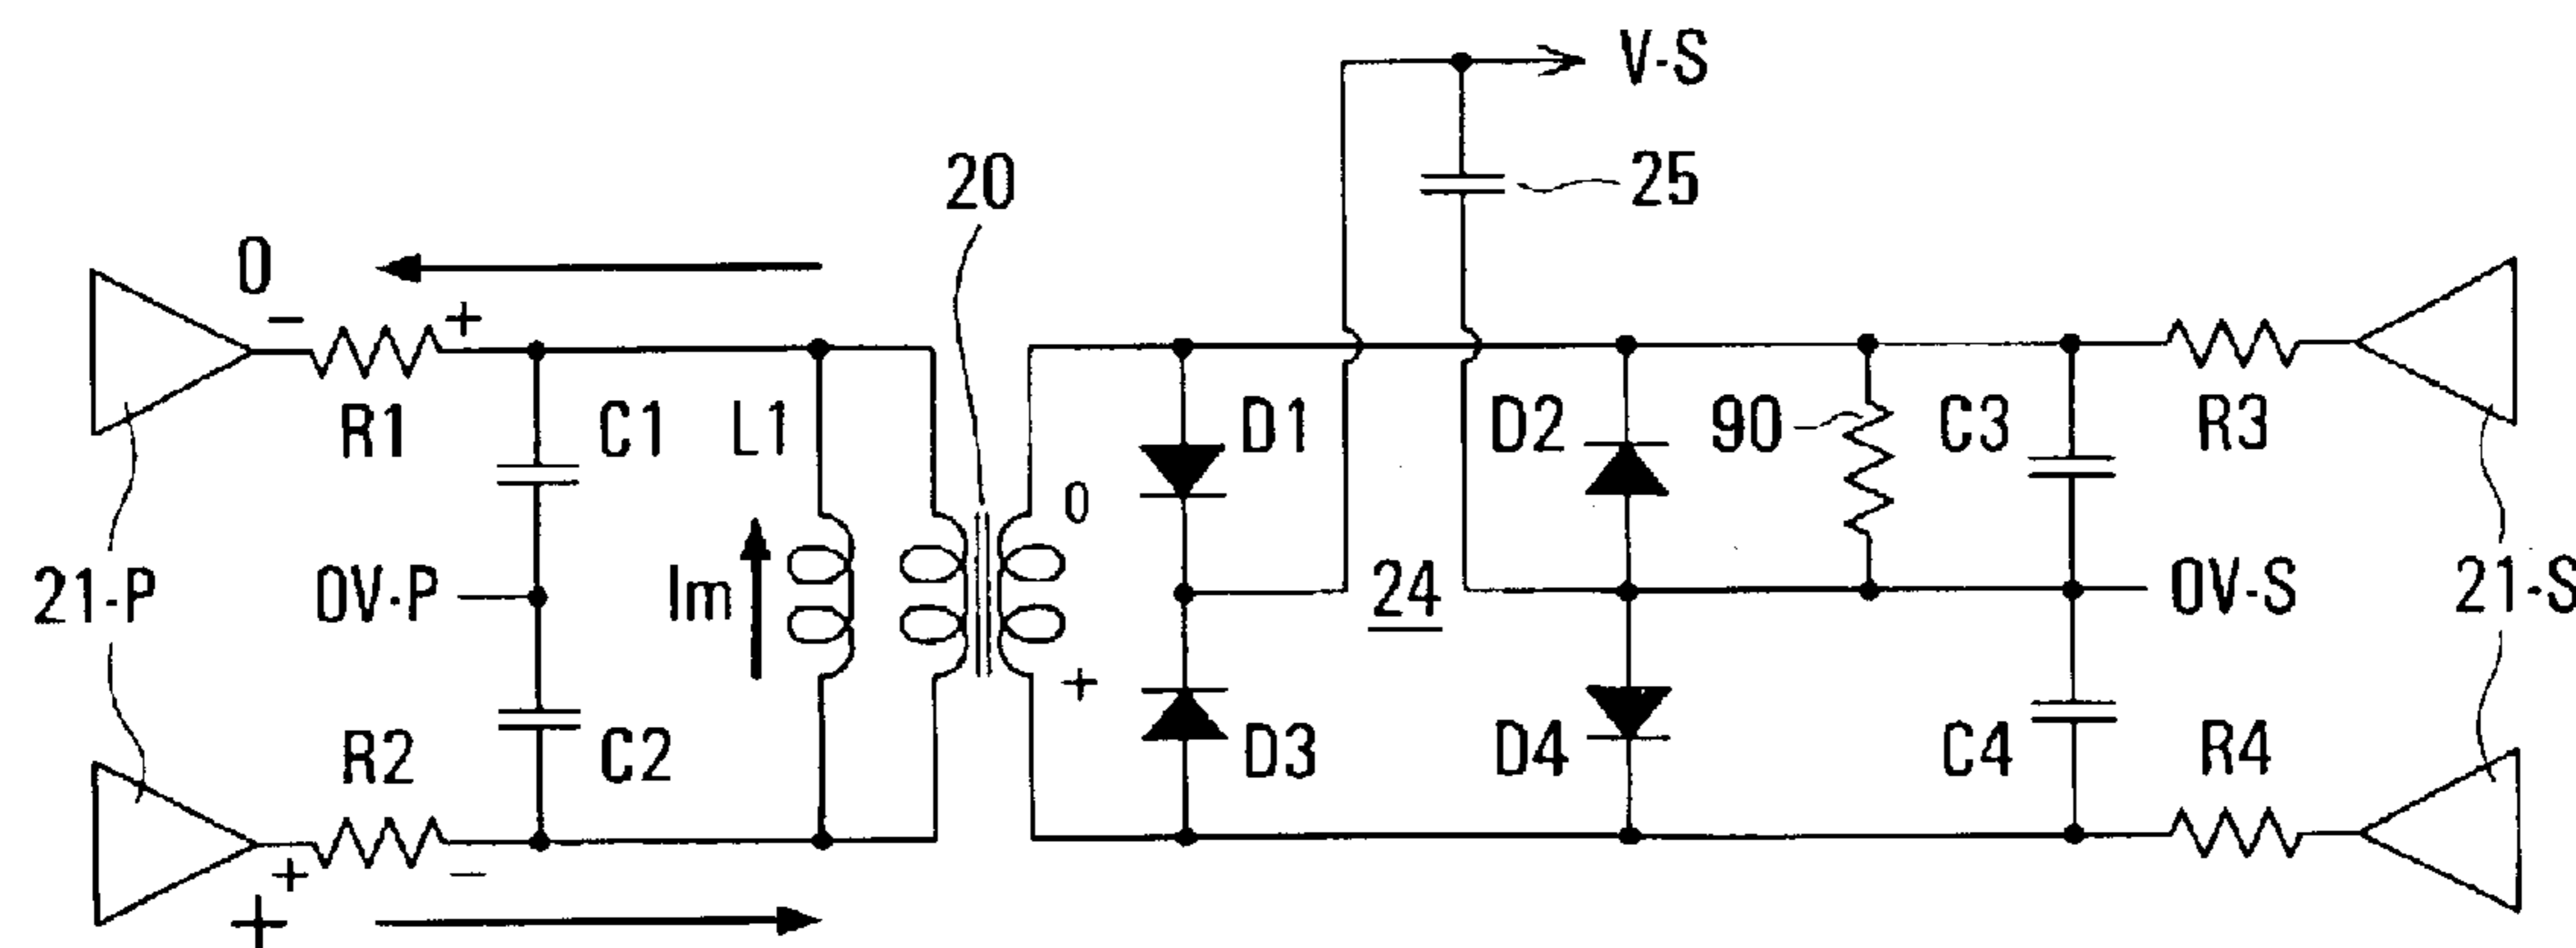 V-S
20
25
0
− +
R1
C1
L1
D1
D2
90
C3
R3
0
21-P
0V-P
Im
24
0V-S
21-S
+
R2
C2
D3
D4
C4
R4
+ −
+